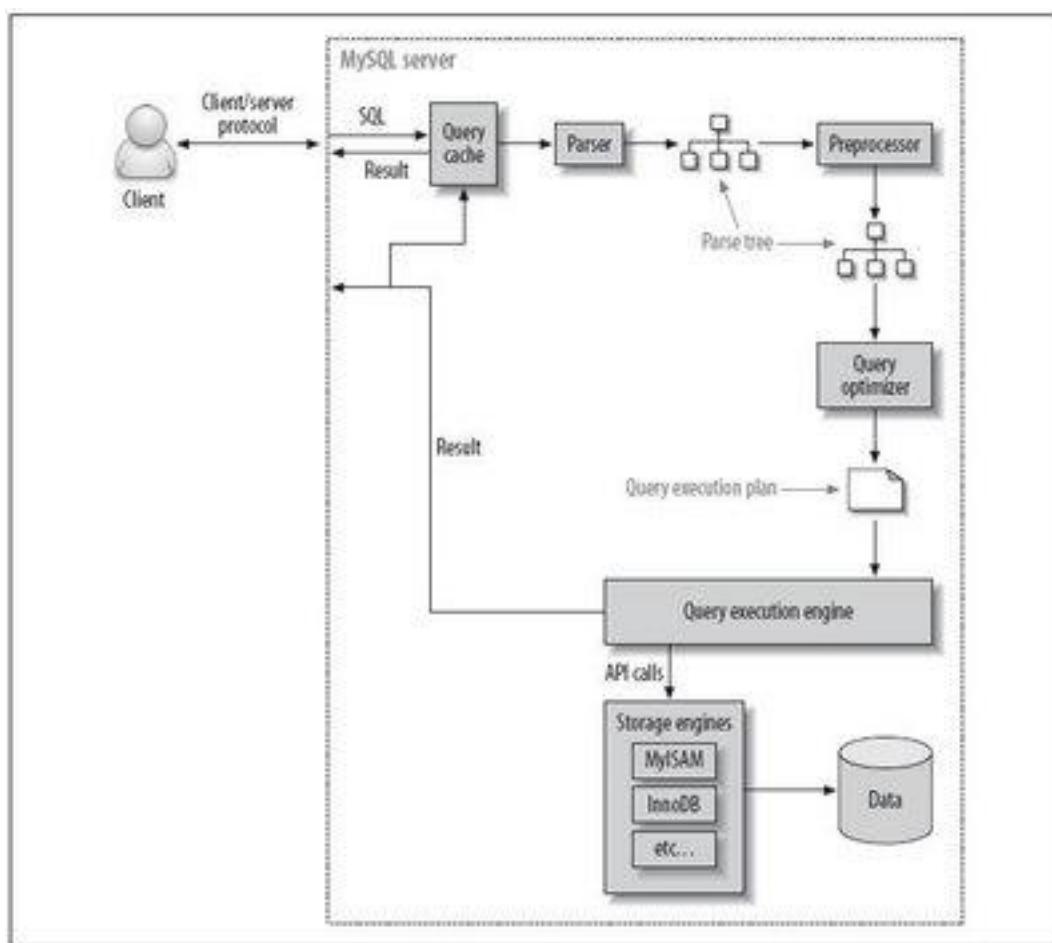 MySQL server
Client/server
protocol
Client
SQL
Result
Query
cache
Parser
Preprocessor
Parse tree
Query
optimizer
Result
Query execution plan
Query execution engine
API calls
Storage engines
MyISAM
InnoDB
etc...
Data